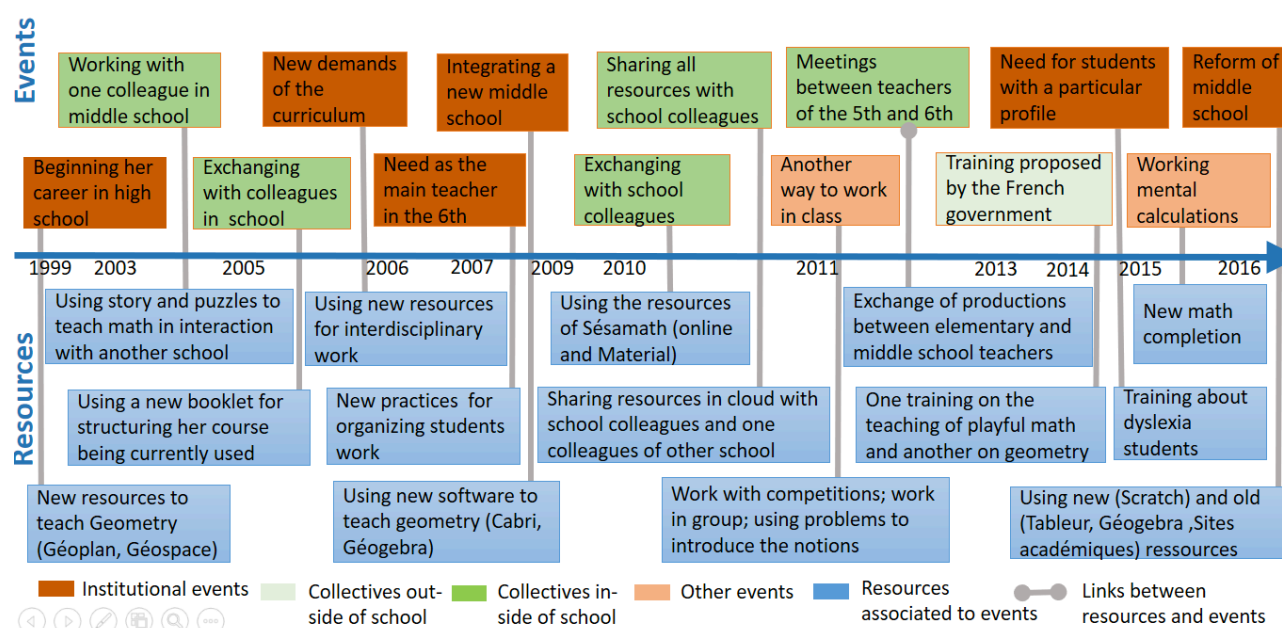 Events
Working with
one colleague in
middle school
New demands
of the
curriculum
Integrating a
new middle
school
Sharing all
resources with
school colleagues
Meetings
between teachers
of the 5th and 6th
Need for students
with a particular
profile
Reform of
middle
school
Beginning her
career in high
school
Exchanging
with colleagues
in school
Need as the
main teacher
in the 6th
Exchanging
with school
colleagues
Another
way to work
in class
Training proposed
by the French
government
Working
mental
calculations
1999 2003 2005 2006 2007 2009 2010 2011 2013 2014 2015 2016
Resources
Using story and puzzles to
teach math in interaction
with another school
Using new resources
for interdisciplinary
work
Using the resources
of Sésamath (online
and Material)
Exchange of productions
between elementary and
middle school teachers
New math
completion
Using a new booklet for
structuring her course
being currently used
New practices for
organizing students
work
Sharing resources in cloud with
school colleagues and one
colleagues of other school
One training on the
teaching of playful math
and another on geometry
Training about
dyslexia
students
New resources to
teach Geometry
(Géoplan, Géospace)
Using new software to
teach geometry (Cabri,
Géogebra)
Work with competitions; work
in group; using problems to
introduce the notions
Using new (Scratch) and old
(Tableur, Géogebra ,Sites
académiques) ressources
Institutional events
Collectives out-
side of school
Collectives in-
side of school
Other events
Resources
associated to events
Links between
resources and events